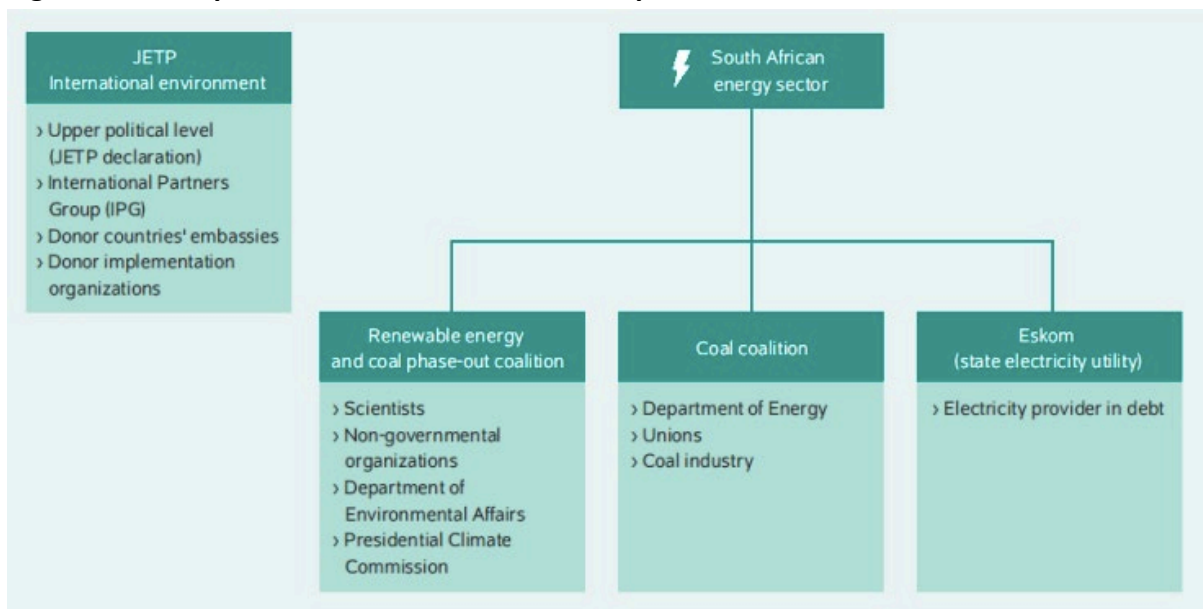 JETP
International environment
› Upper political level
(JETP declaration)
› International Partners
Group (IPG)
› Donor countries' embassies
› Donor implementation
organizations
South African
energy sector
Renewable energy
and coal phase-out coalition
› Scientists
› Non-governmental
organizations
› Department of
Environmental Affairs
› Presidential Climate
Commission
Coal coalition
› Department of Energy
› Unions
› Coal industry
Eskom
(state electricity utility)
› Electricity provider in debt